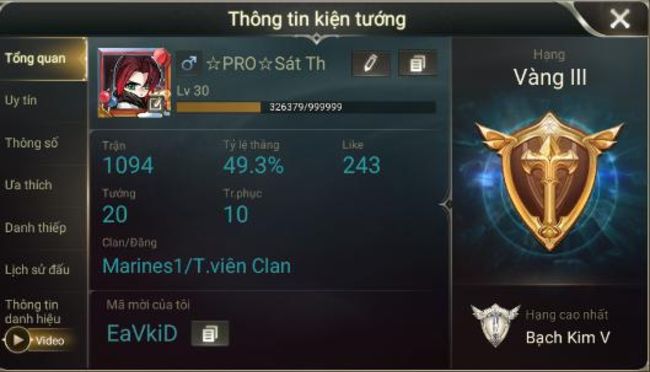 Thông tin kiện tướng
Tổng quan
Uy tín
Thông số
Ưa thích
Danh thiếp
Lịch sử đấu
Thông tin
danh hiệu
Video
☆PRO☆Sát Th
Lv 30
326379/999999
Trận
Tỷ lệ thắng
Like
1094
49.3%
243
Tướng
Tr.phục
20
10
Clan/Đăng
Marines1/T.viên Clan
Mã mời của tôi
EaVkiD
Hạng
Vàng III
Hạng cao nhất
Bạch Kim V